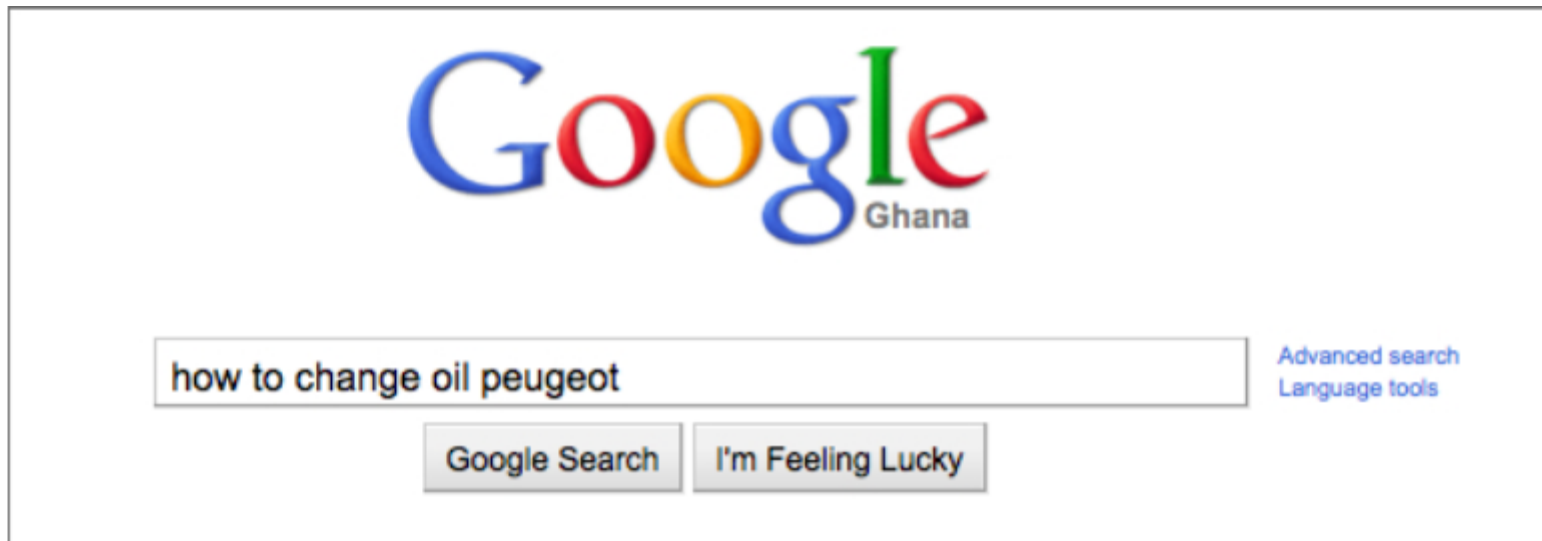 Google
Ghana
how to change oil peugeot
Advanced search
Language tools
Google Search
I'm Feeling Lucky